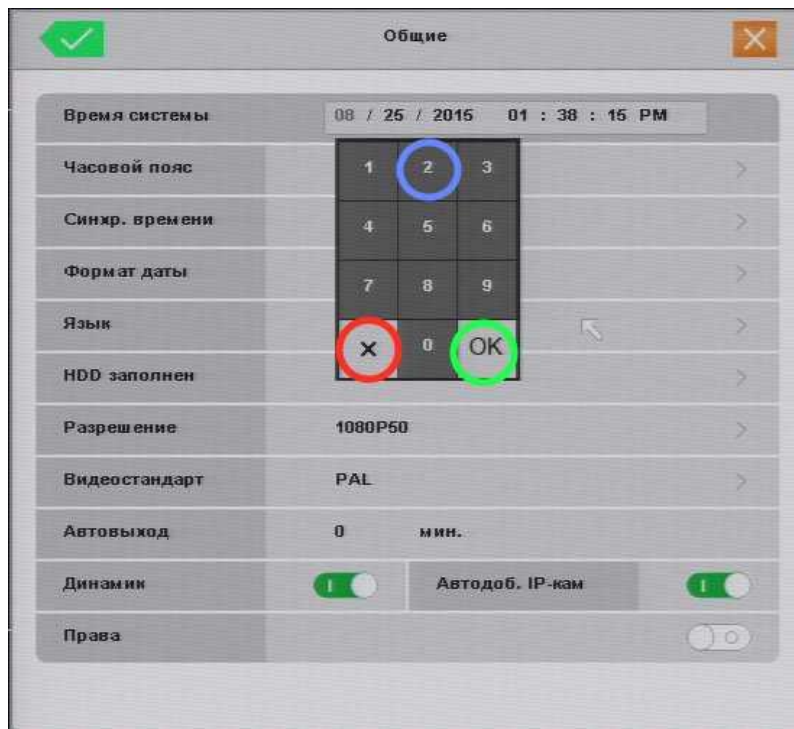 Общие
Время системы 08 / 25 / 2015 01 : 38 : 15 PM
Часовой пояс
1 2 3
Синхр. времени
4 5 6
Формат даты
7 8 9
Язык
× 0 OK
HDD заполнен
Разрешение 1080P50
Видеостандарт PAL
Автовыход 0 мин.
Динамик Автодоб. IP-кам
Права